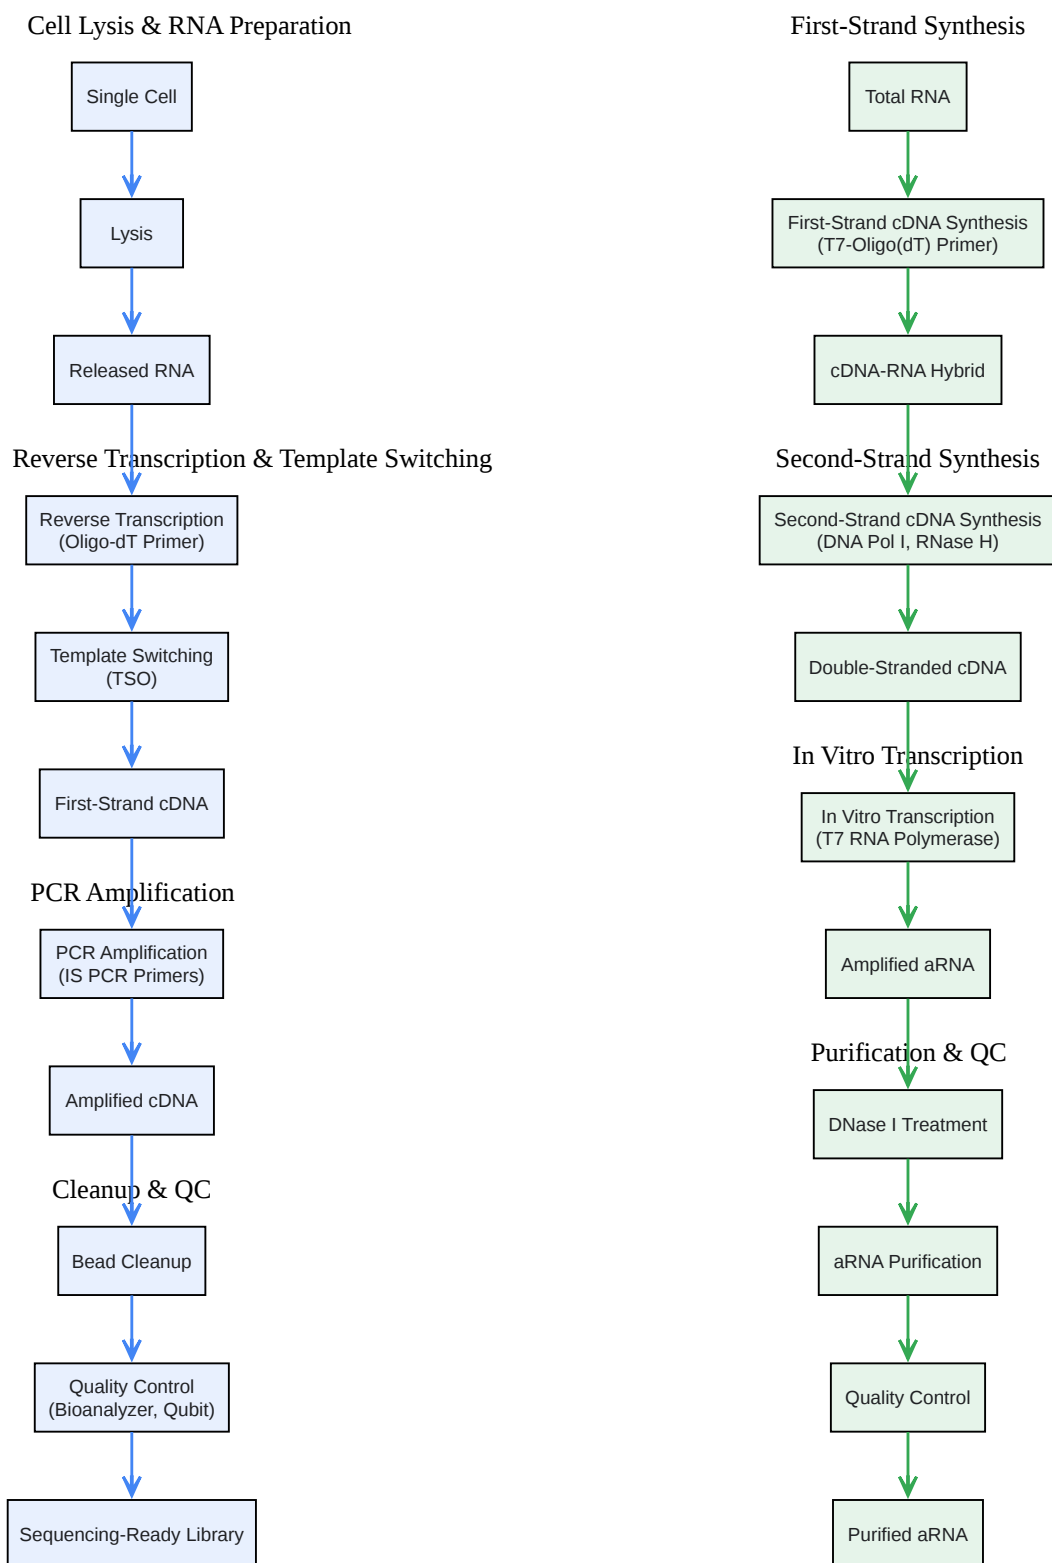 Cell Lysis & RNA Preparation
Single Cell
Lysis
Released RNA
Reverse Transcription & Template Switching
Reverse Transcription
(Oligo-dT Primer)
Template Switching
(TSO)
First-Strand cDNA
PCR Amplification
PCR Amplification
(IS PCR Primers)
Amplified cDNA
Cleanup & QC
Bead Cleanup
Quality Control
(Bioanalyzer, Qubit)
Sequencing-Ready Library
First-Strand Synthesis
Total RNA
First-Strand cDNA Synthesis
(T7-Oligo(dT) Primer)
cDNA-RNA Hybrid
Second-Strand Synthesis
Second-Strand cDNA Synthesis
(DNA Pol I, RNase H)
Double-Stranded cDNA
In Vitro Transcription
In Vitro Transcription
(T7 RNA Polymerase)
Amplified aRNA
Purification & QC
DNase I Treatment
aRNA Purification
Quality Control
Purified aRNA